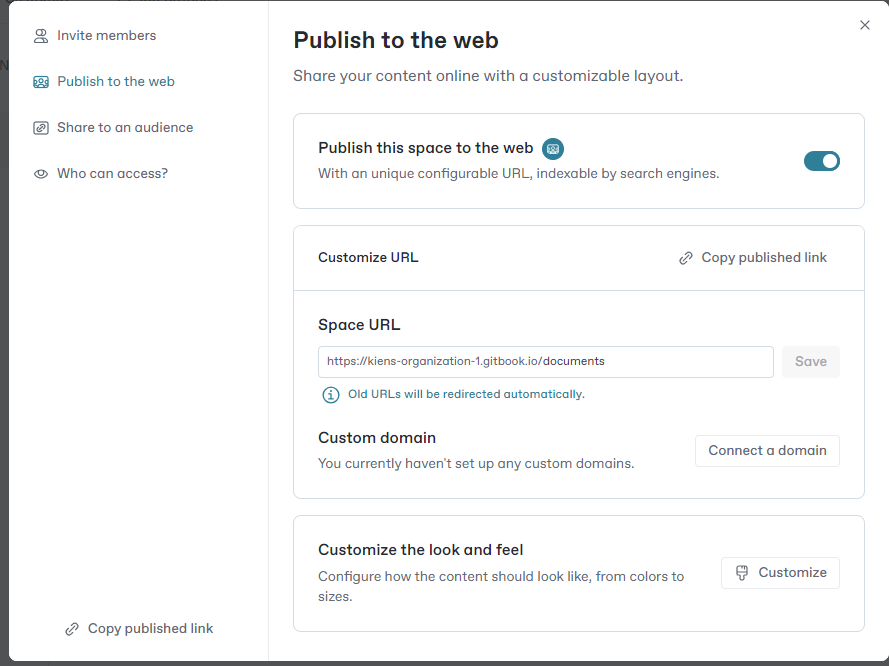 Invite members
Publish to the web
Share to an audience
Who can access?
Copy published link
Publish to the web
Share your content online with a customizable layout.
Publish this space to the web
With an unique configurable URL, indexable by search engines.
Customize URL
Copy published link
Space URL
https://kiens-organization-1.gitbook.io/documents
Save
Old URLs will be redirected automatically.
Custom domain
You currently haven't set up any custom domains.
Connect a domain
Customize the look and feel
Configure how the content should look like, from colors to
sizes.
Customize